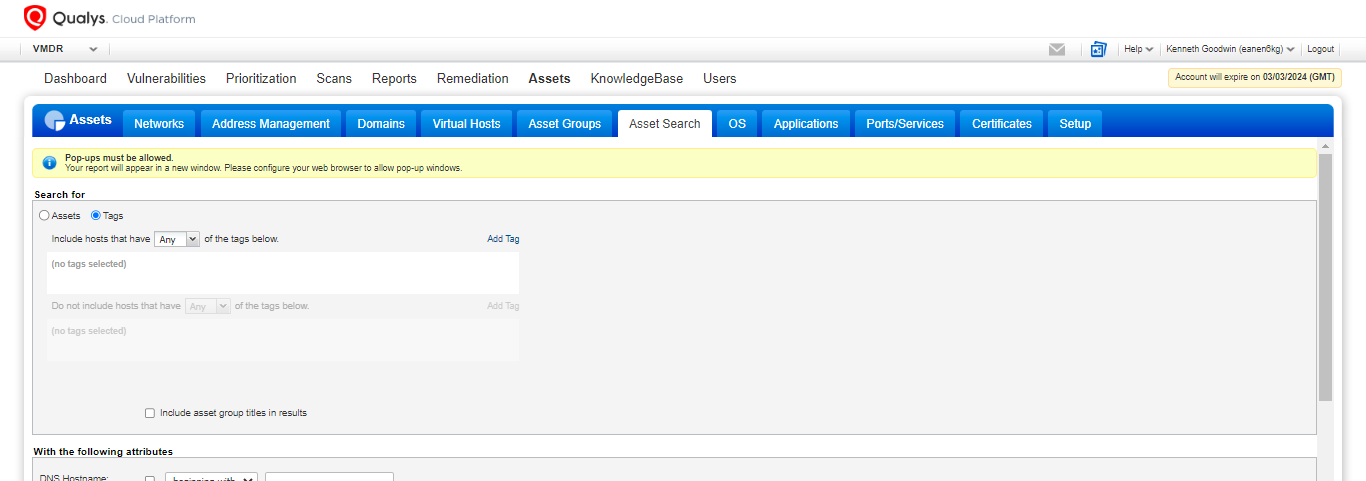 Qualys. Cloud Platform
VMDR
Help Kenneth Goodwin (eanen6kg) Logout
Dashboard Vulnerabilities Prioritization Scans Reports Remediation Assets KnowledgeBase Users
Account will expire on 03/03/2024 (GMT)
Assets Networks Address Management Domains Virtual Hosts Asset Groups Asset Search OS Applications Ports/Services Certificates Setup
Pop-ups must be allowed.
Your report will appear in a new window. Please configure your web browser to allow pop-up windows.
Search for
Assets Tags
Include hosts that have Any of the tags below. Add Tag
(no tags selected)
Do not include hosts that have Any of the tags below. Add Tag
(no tags selected)
Include asset group titles in results
With the following attributes
DNS Hostname: beginning with